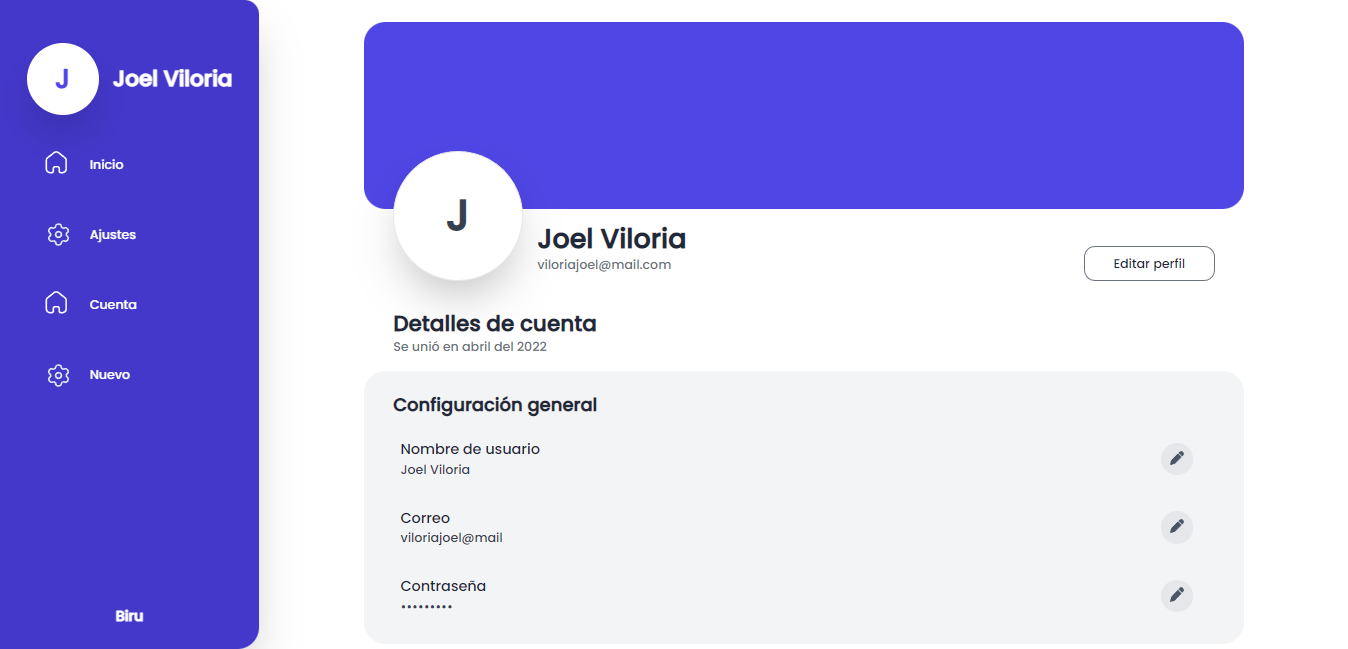 J
Joel Viloria
Inicio
Ajustes
Cuenta
Nuevo
Biru
J
Joel Viloria
viloriajoel@mail.com
Editar perfil
Detalles de cuenta
Se unió en abril del 2022
Configuración general
Nombre de usuario
Joel Viloria
Correo
viloriajoel@mail
Contraseña
•••••••••